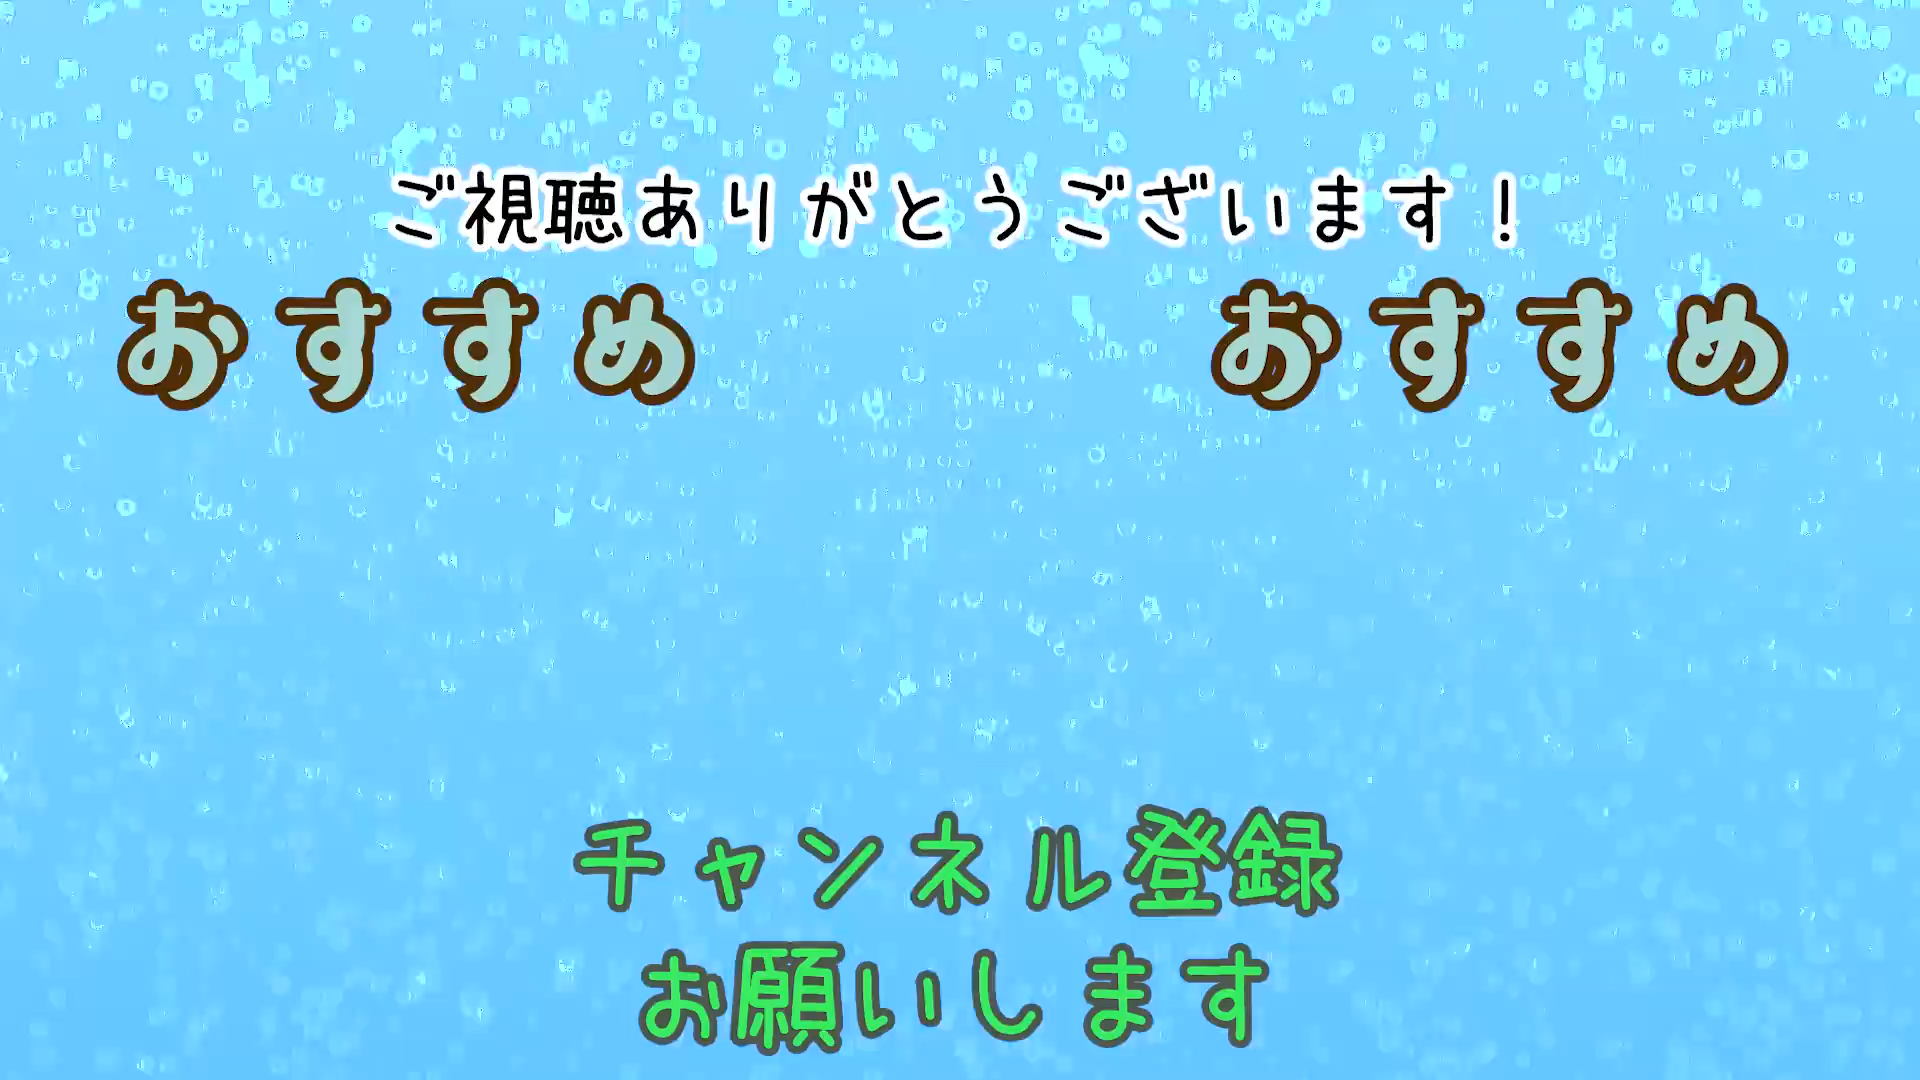 ご視聴ありがとうございます！
おすすめ
おすすめ
チャンネル登録
お願いします